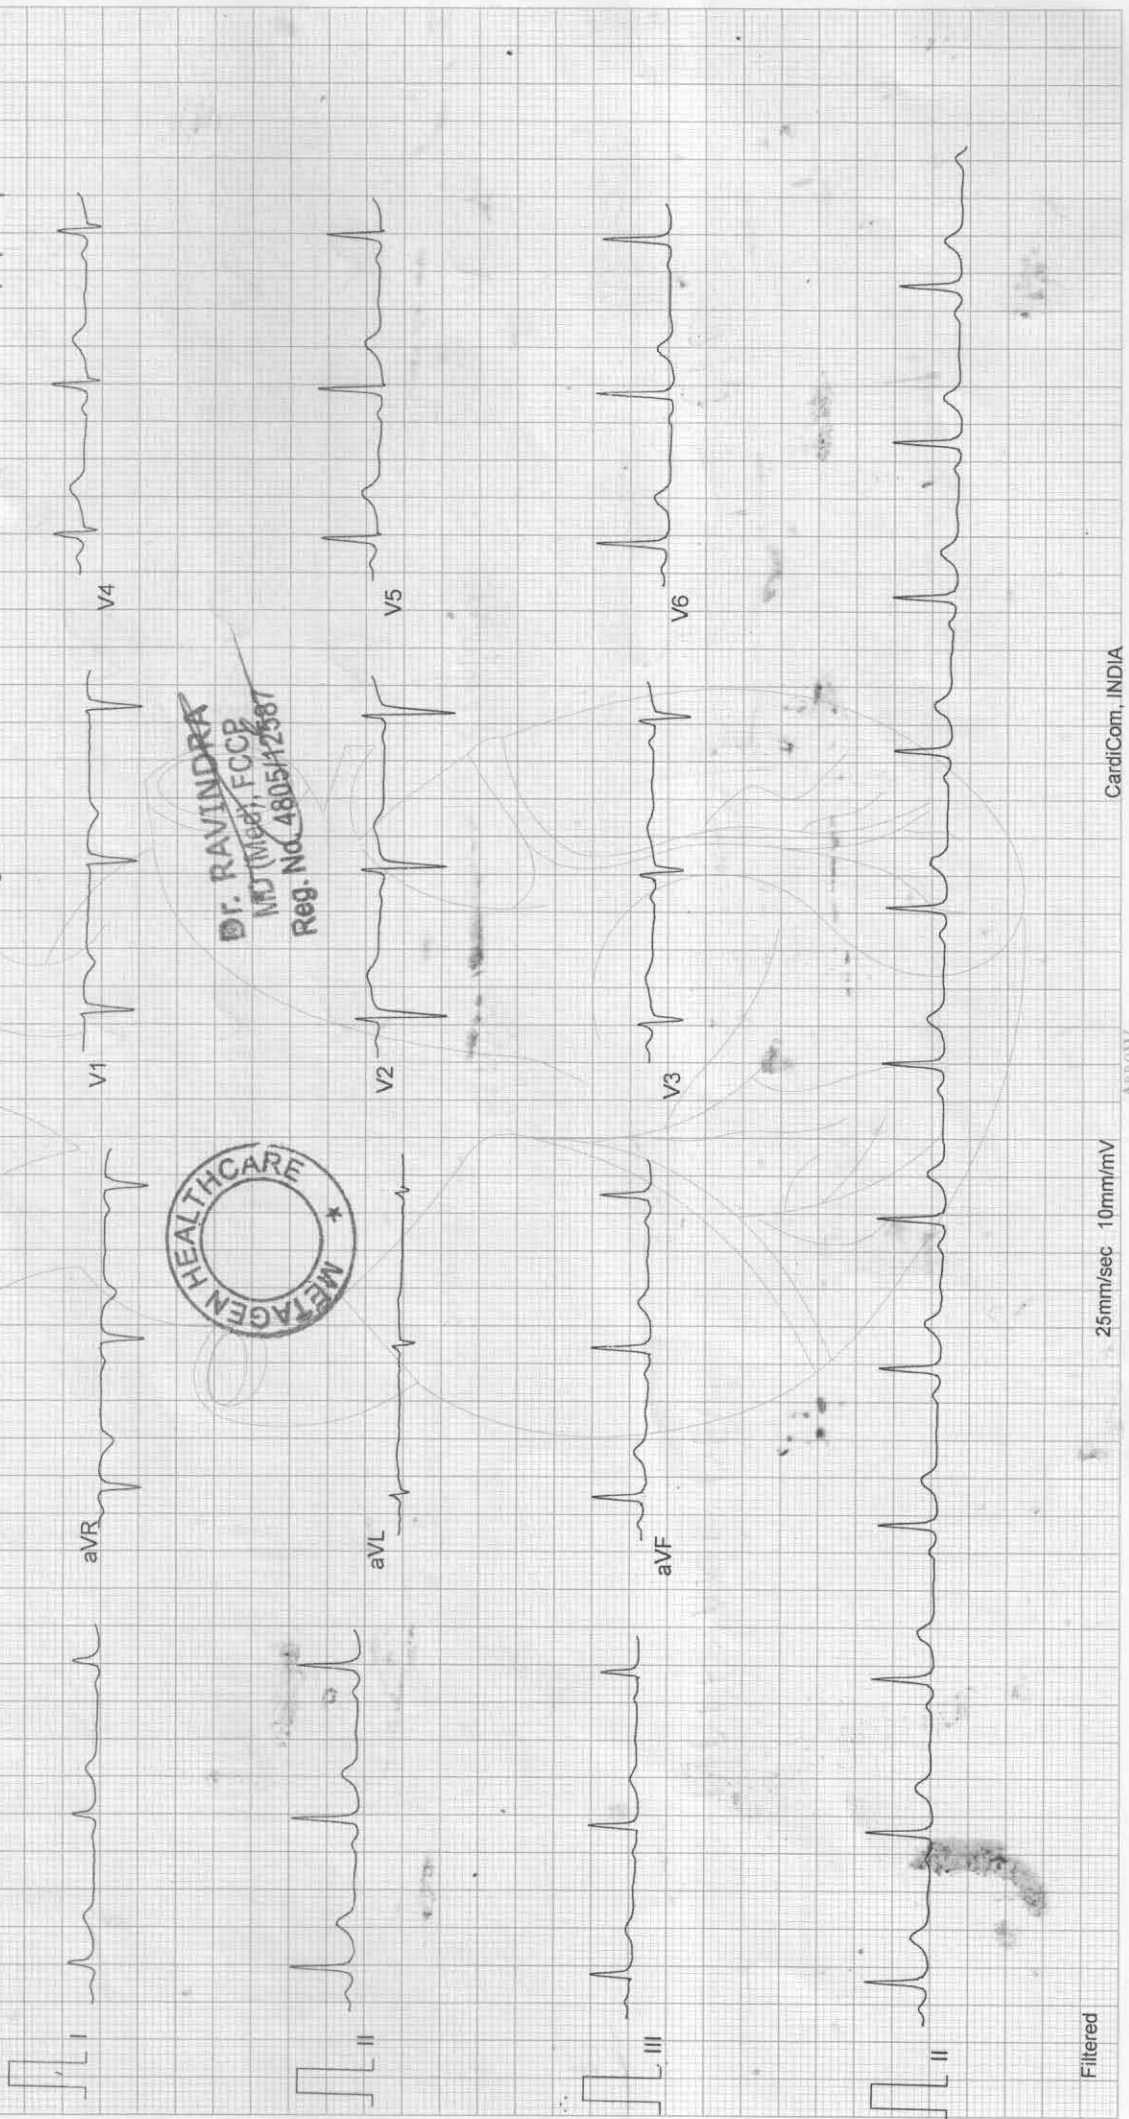 I
aVR
V1
V4
II
aVL
V2
V5
III
aVF
V3
V6
II
METAGEN HEALTHCARE ★
Dr. RAVINDRA
MD (Med), FCCP
Reg. No. 4805/12587
Filtered
25mm/sec 10mm/mV
CardiCom, INDIA